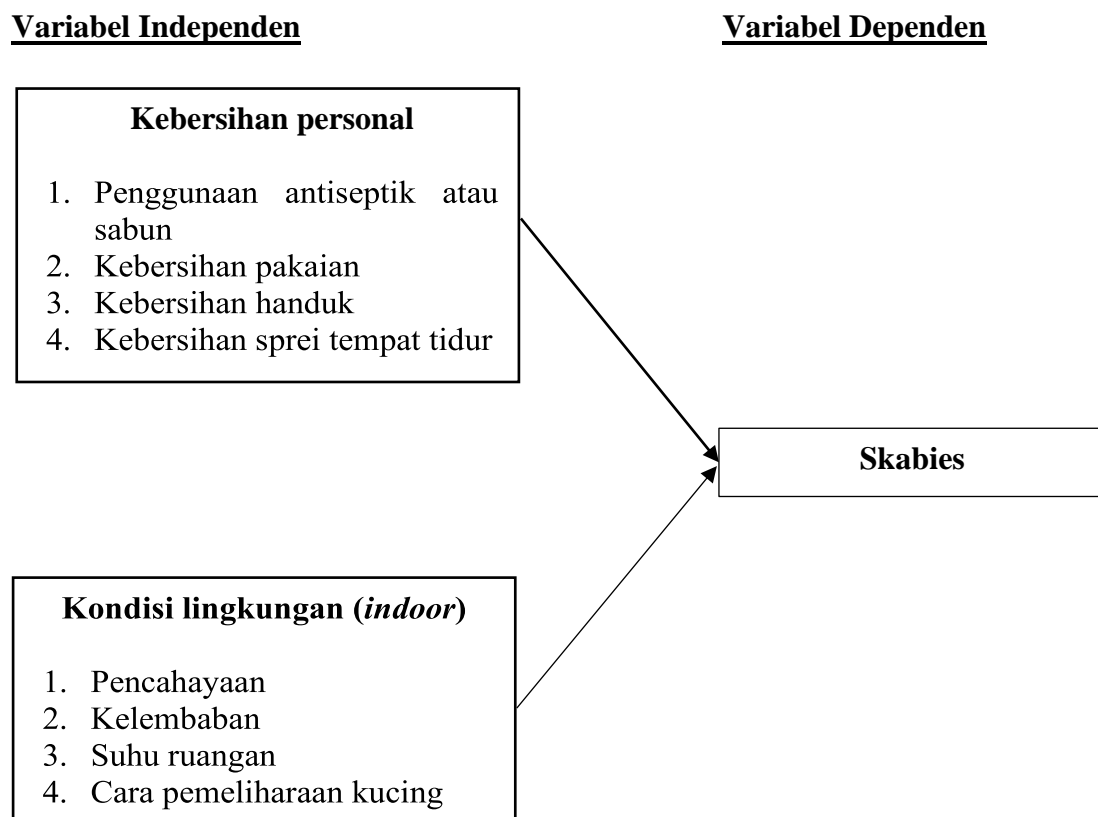 Variabel Independen
Variabel Dependen
Kebersihan personal
1. Penggunaan antiseptik atau
sabun
2. Kebersihan pakaian
3. Kebersihan handuk
4. Kebersihan sprei tempat tidur
Skabies
Kondisi lingkungan (indoor)
1. Pencahayaan
2. Kelembaban
3. Suhu ruangan
4. Cara pemeliharaan kucing